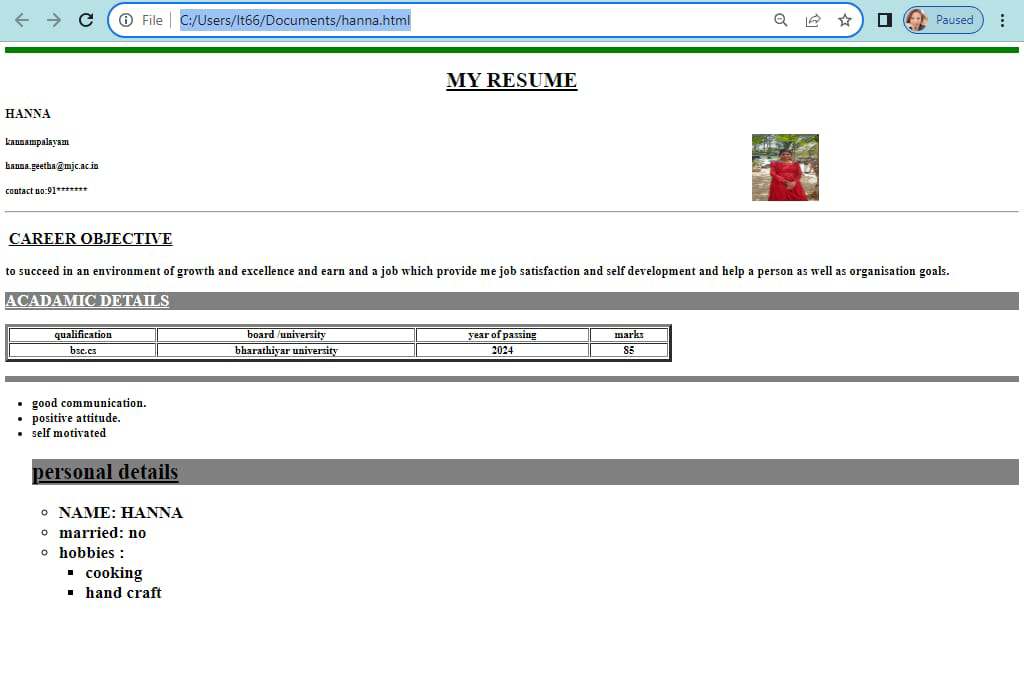 File C:/Users/lt66/Documents/hanna.html Paused
MY RESUME
HANNA
kannampalayam
hanna.geetha@mjc.ac.in
contact no:91*******
CAREER OBJECTIVE
to succeed in an environment of growth and excellence and earn and a job which provide me job satisfaction and self development and help a person as well as organisation goals.
ACADAMIC DETAILS
qualification board /university year of passing marks
bsc.cs bharathiyar university 2024 85
good communication.
positive attitude.
self motivated
personal details
NAME: HANNA
married: no
hobbies :
cooking
hand craft